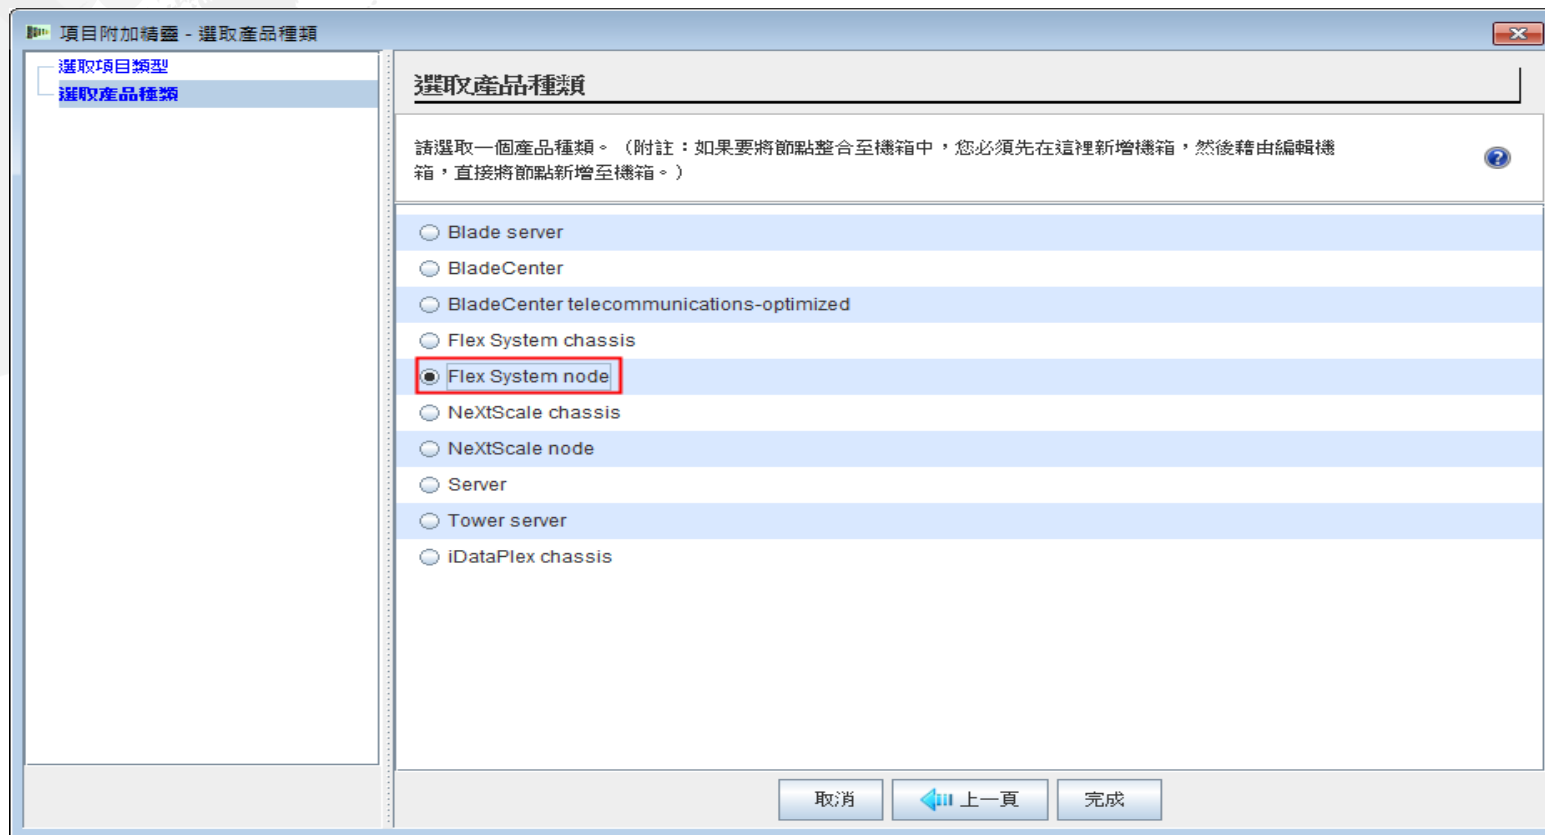 項目附加精靈 - 選取產品種類
選取項目類型
選取產品種類
選取產品種類
請選取一個產品種類。（附註：如果要將節點整合至機箱中，您必須先在這裡新增機箱，然後藉由編輯機
箱，直接將節點新增至機箱。）
Blade server
BladeCenter
BladeCenter telecommunications-optimized
Flex System chassis
Flex System node
NeXtScale chassis
NeXtScale node
Server
Tower server
iDataPlex chassis
取消
上一頁
完成